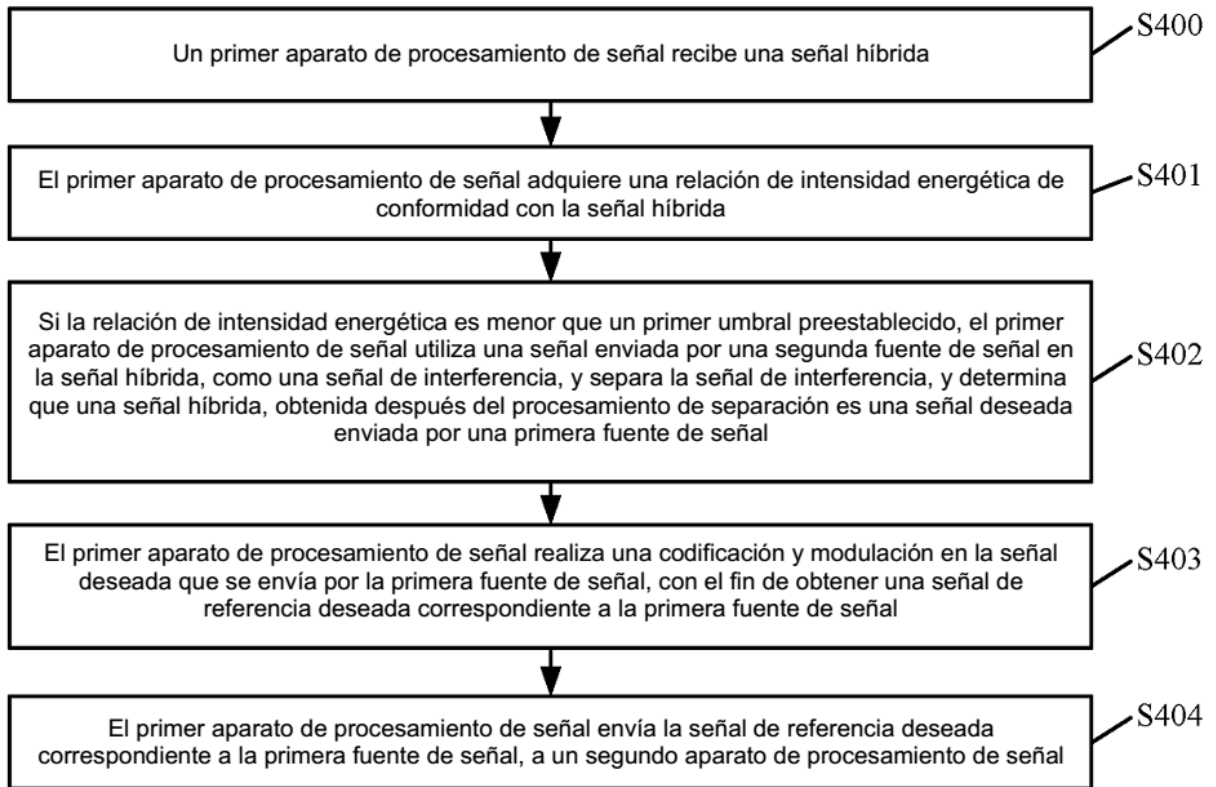 Un primer aparato de procesamiento de señal recibe una señal híbrida
S400
El primer aparato de procesamiento de señal adquiere una relación de intensidad energética de
conformidad con la señal híbrida
S401
Si la relación de intensidad energética es menor que un primer umbral preestablecido, el primer
aparato de procesamiento de señal utiliza una señal enviada por una segunda fuente de señal en
la señal híbrida, como una señal de interferencia, y separa la señal de interferencia, y determina
que una señal híbrida, obtenida después del procesamiento de separación es una señal deseada
enviada por una primera fuente de señal
S402
El primer aparato de procesamiento de señal realiza una codificación y modulación en la señal
deseada que se envía por la primera fuente de señal, con el fin de obtener una señal de
referencia deseada correspondiente a la primera fuente de señal
S403
El primer aparato de procesamiento de señal envía la señal de referencia deseada
correspondiente a la primera fuente de señal, a un segundo aparato de procesamiento de señal
S404